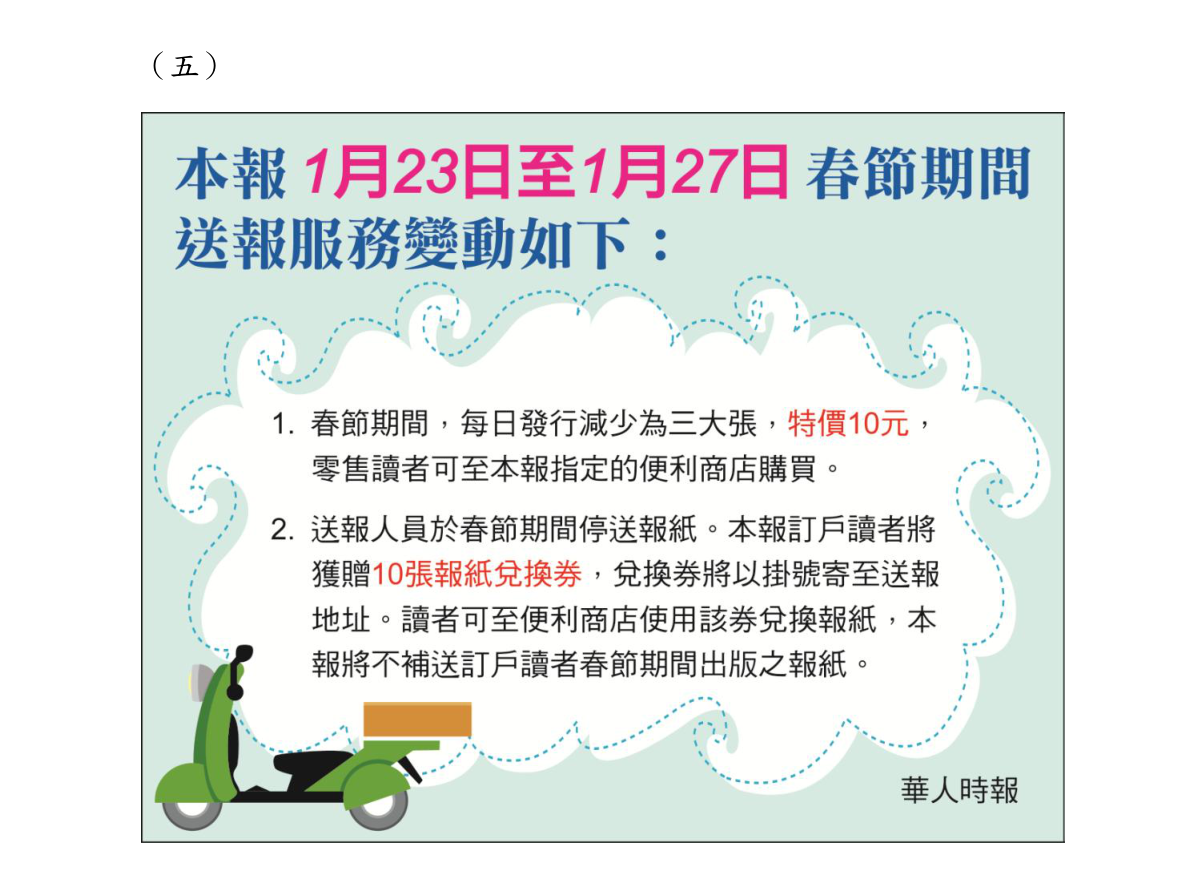 （五）
本報 1月23日至1月27日 春節期間
送報服務變動如下：
1. 春節期間，每日發行減少為三大張，特價10元，
零售讀者可至本報指定的便利商店購買。
2. 送報人員於春節期間停送報紙。本報訂戶讀者將
獲贈10張報紙兌換券，兌換券將以掛號寄至送報
地址。讀者可至便利商店使用該券兌換報紙，本
報將不補送訂戶讀者春節期間出版之報紙。
華人時報